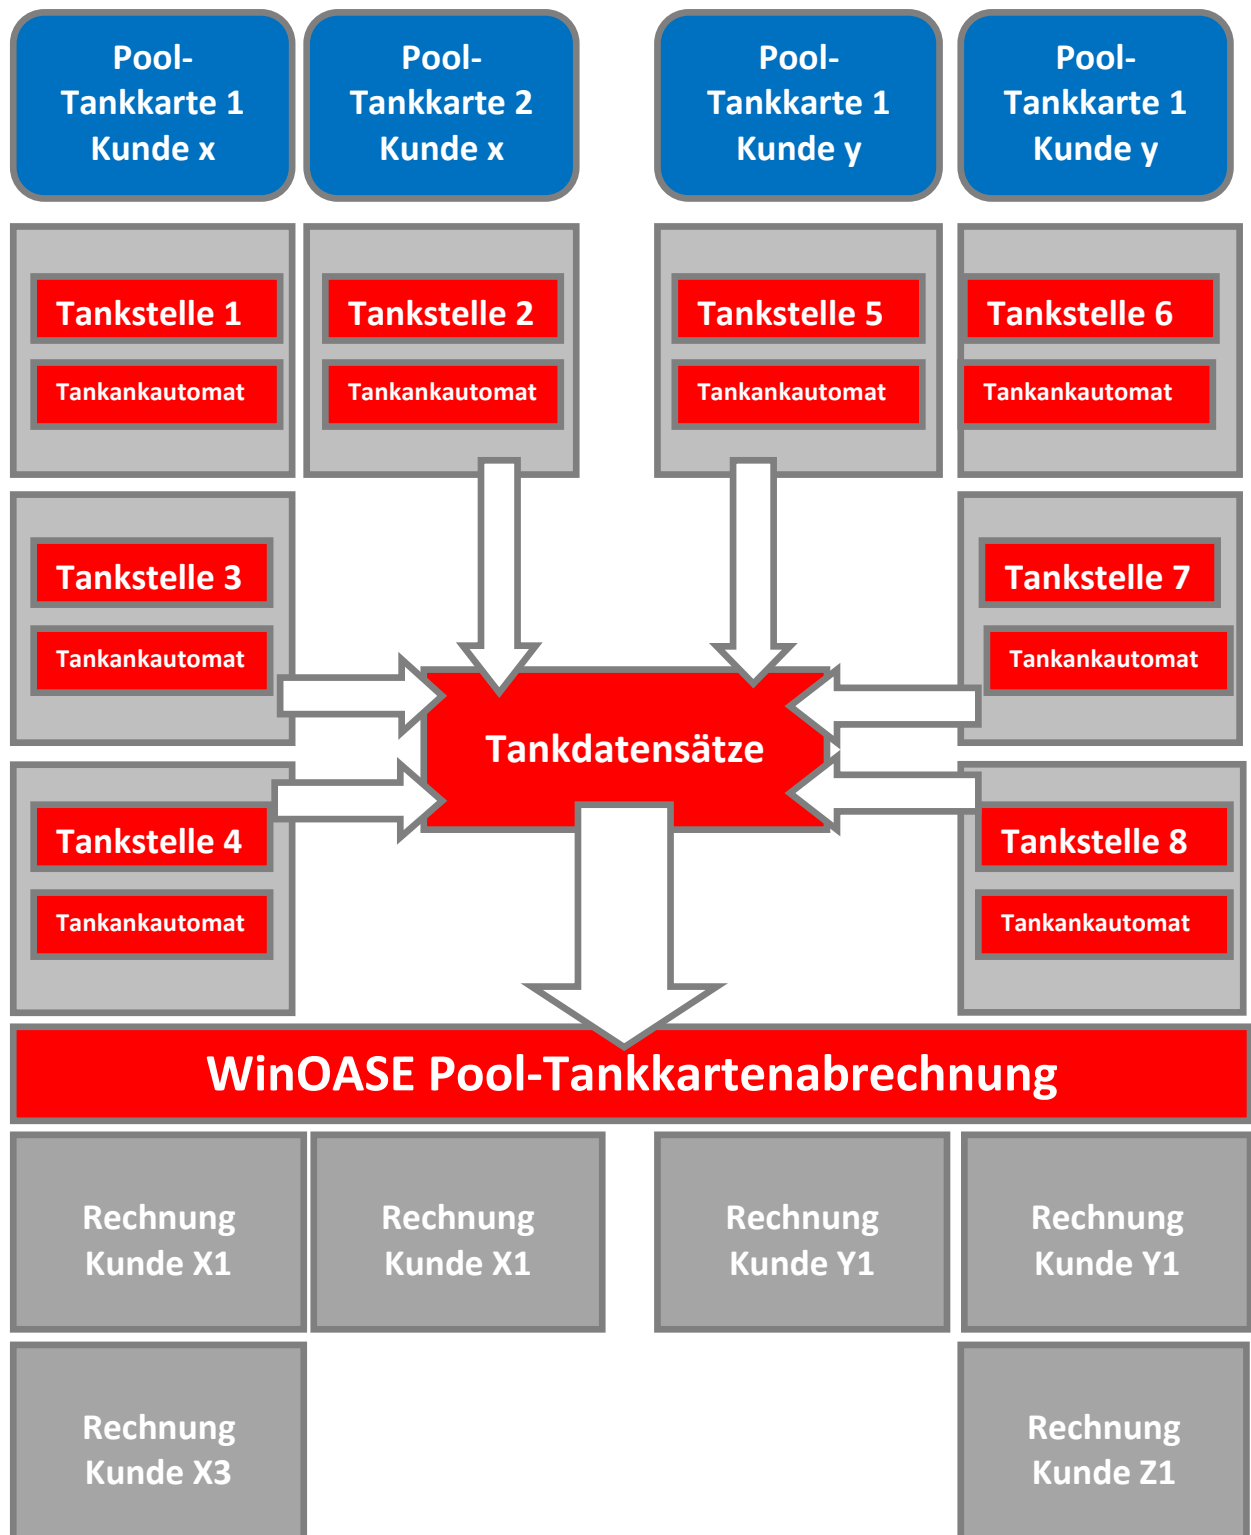 Pool-
Tankkarte 1
Kunde x
Pool-
Tankkarte 2
Kunde x
Pool-
Tankkarte 1
Kunde y
Pool-
Tankkarte 1
Kunde y
Tankstelle 1
Tankankautomat
Tankstelle 2
Tankankautomat
Tankstelle 5
Tankankautomat
Tankstelle 6
Tankankautomat
Tankstelle 3
Tankankautomat
Tankstelle 7
Tankankautomat
Tankdatensätze
Tankstelle 4
Tankankautomat
Tankstelle 8
Tankankautomat
WinOASE Pool-Tankkartenabrechnung
Rechnung
Kunde X1
Rechnung
Kunde X1
Rechnung
Kunde Y1
Rechnung
Kunde Y1
Rechnung
Kunde X3
Rechnung
Kunde Z1